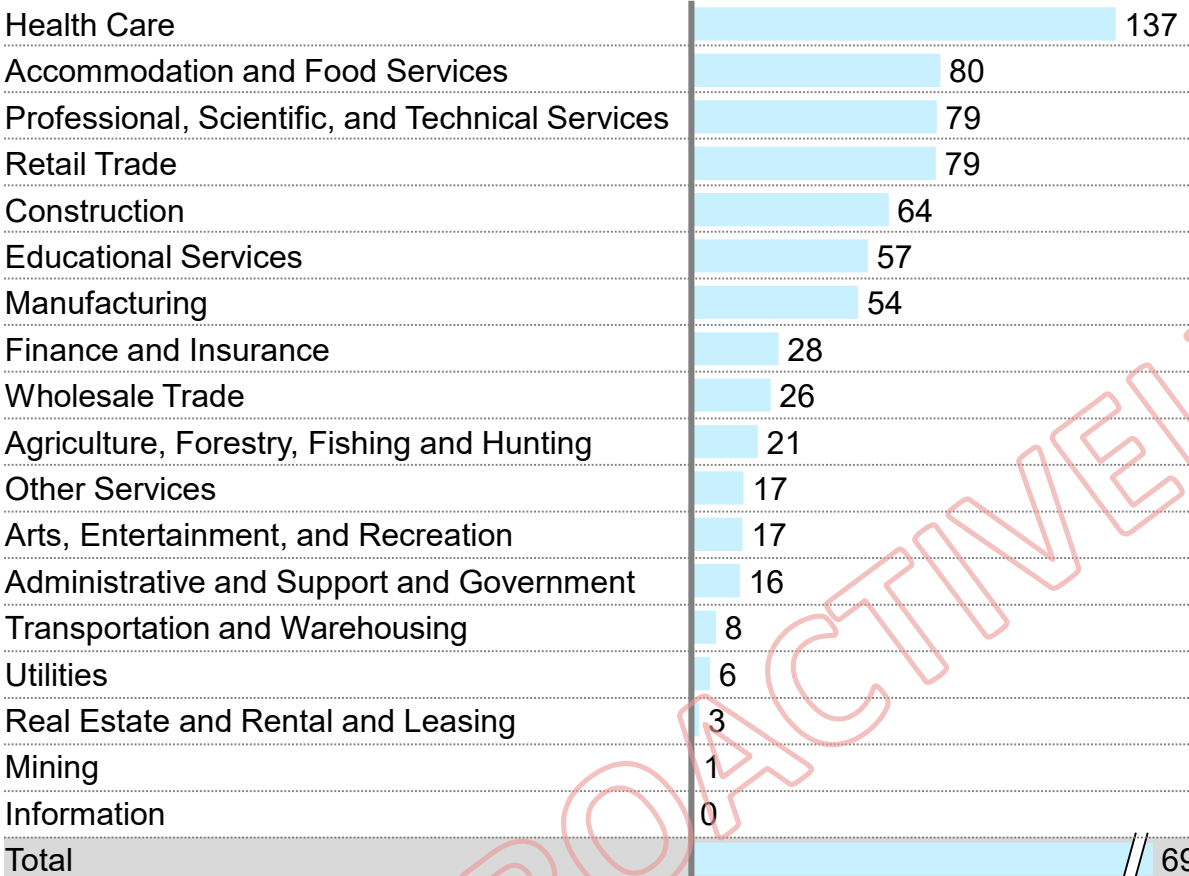 Health Care 137
Accommodation and Food Services 80
Professional, Scientific, and Technical Services 79
Retail Trade 79
Construction 64
Educational Services 57
Manufacturing 54
Finance and Insurance 28
Wholesale Trade 26
Agriculture, Forestry, Fishing and Hunting 21
Other Services 17
Arts, Entertainment, and Recreation 17
Administrative and Support and Government 16
Transportation and Warehousing 8
Utilities 6
Real Estate and Rental and Leasing 3
Mining 1
Information 0
Total